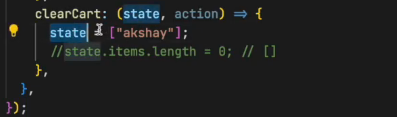 clearCart: (state, action) => {
state = ["akshay"];
//state.items.length = 0; // []
},
},
});